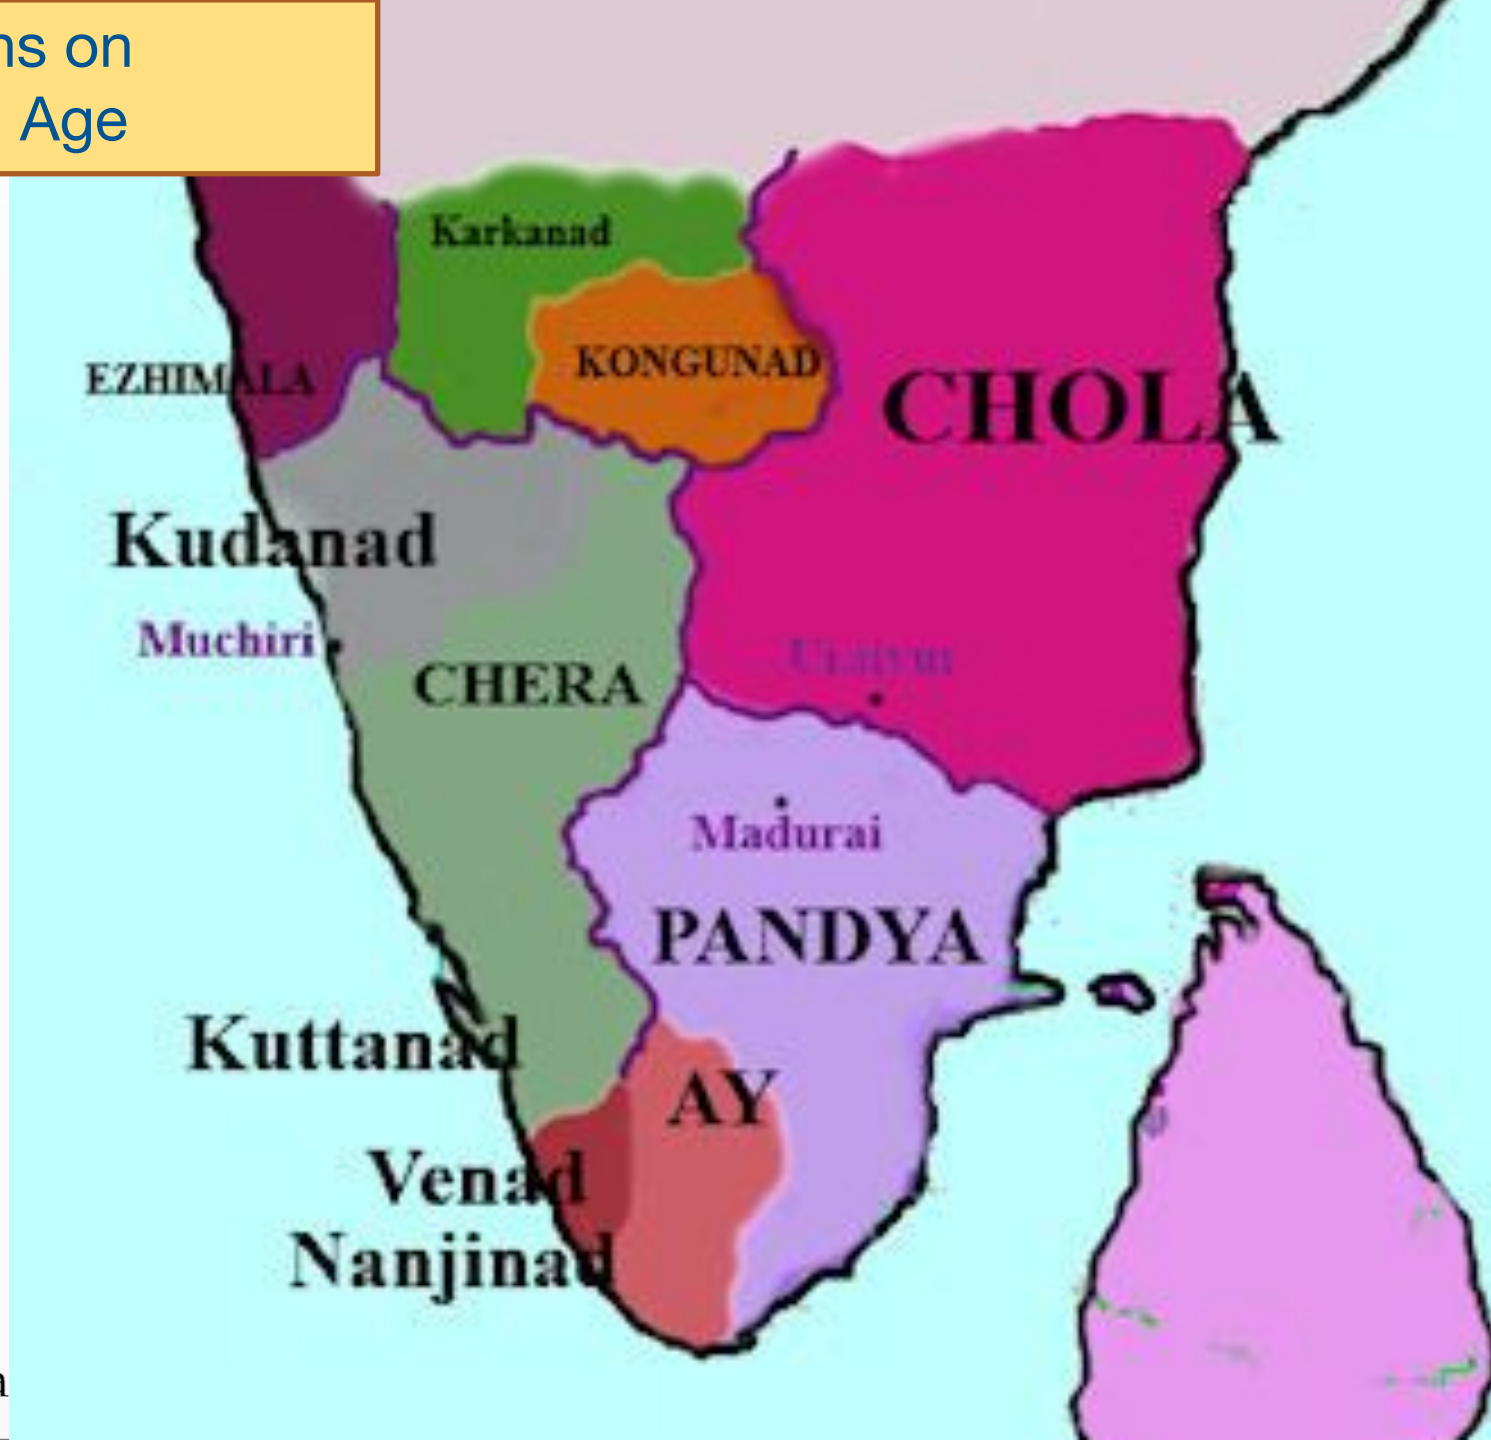 ns on
Age
Karkanad
KONGUNAD
EZHIMALA
CHOLA
Kudanad
Muchiri
CHERA
Madurai
PANDYA
Kuttanad
AY
Venad
Nanjinad
a